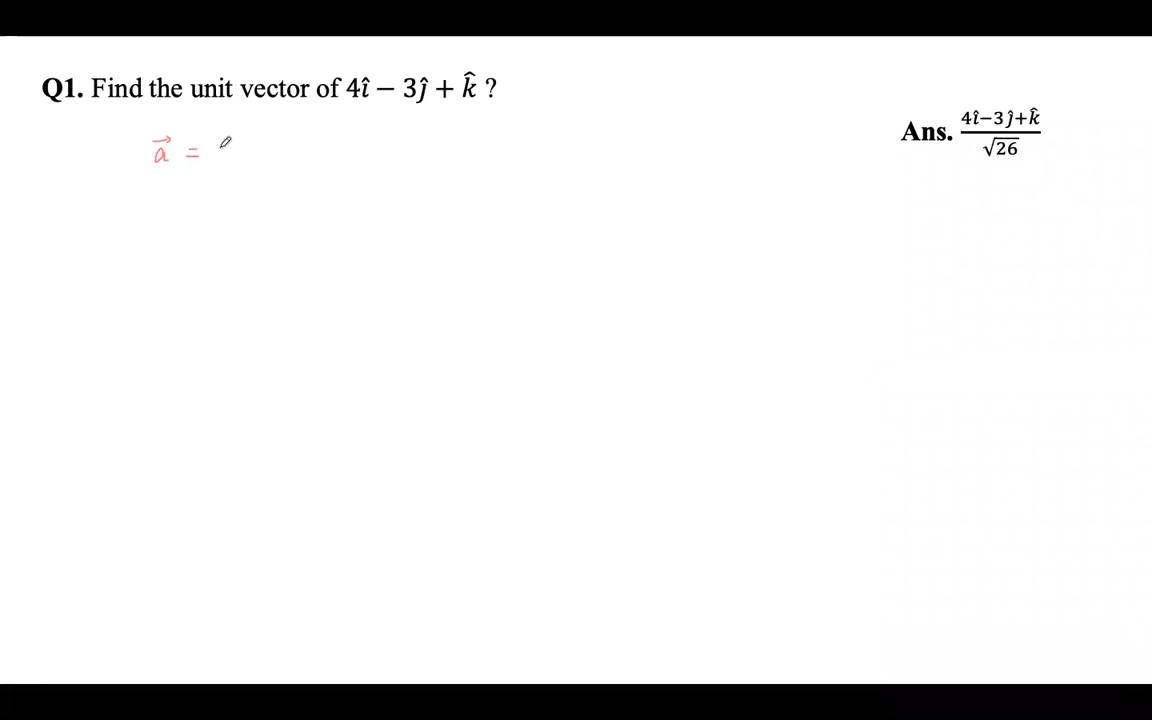 Q1. Find the unit vector of 4î − 3ĵ + k̂ ?
Ans. (4î−3ĵ+k̂)/√26
a⃗ =